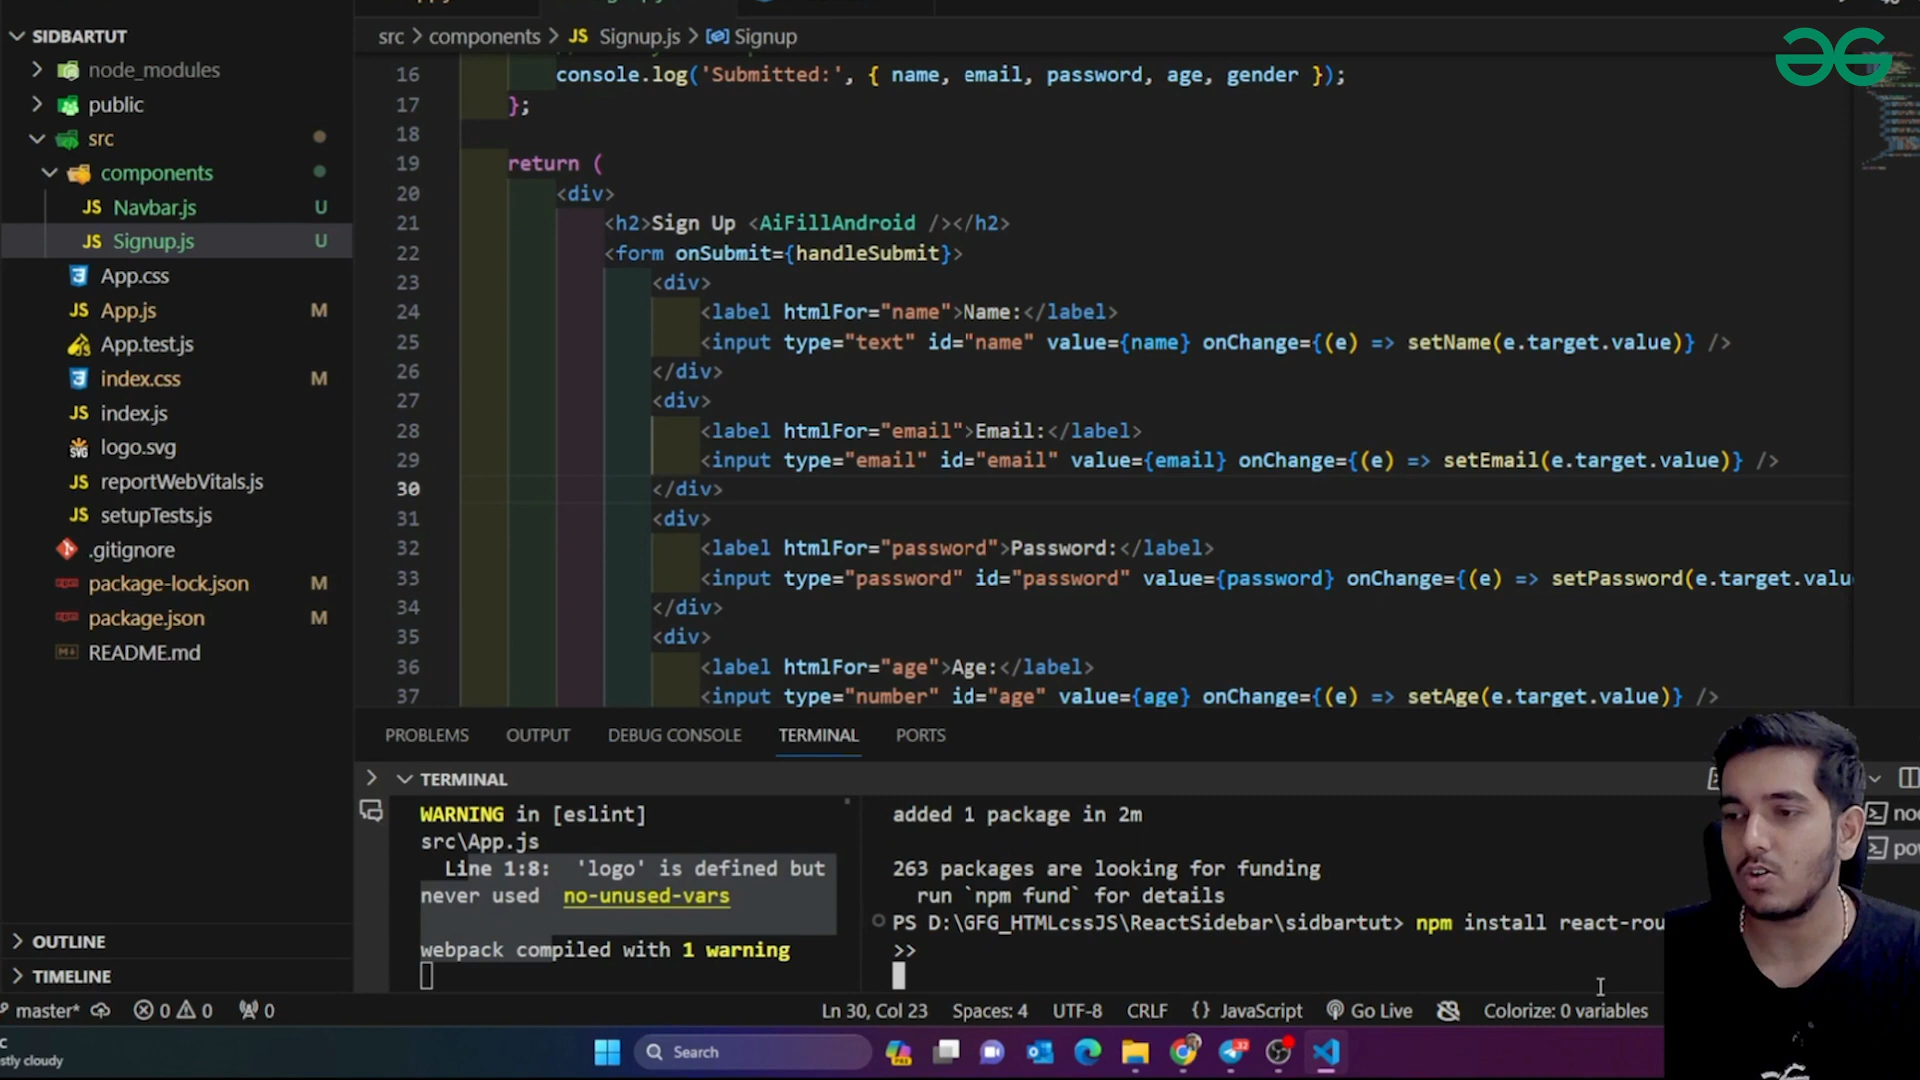 SIDBARTUT
node_modules
public
src
components
JS Navbar.js U
JS Signup.js U
App.css
JS App.js M
App.test.js
index.css M
JS index.js
logo.svg
JS reportWebVitals.js
JS setupTests.js
.gitignore
package-lock.json M
package.json M
README.md
OUTLINE
TIMELINE
src > components > JS Signup.js > Signup
16 console.log('Submitted:', { name, email, password, age, gender });
17 };
18
19 return (
20 <div>
21 <h2>Sign Up <AiFillAndroid /></h2>
22 <form onSubmit={handleSubmit}>
23 <div>
24 <label htmlFor="name">Name:</label>
25 <input type="text" id="name" value={name} onChange={(e) => setName(e.target.value)} />
26 </div>
27 <div>
28 <label htmlFor="email">Email:</label>
29 <input type="email" id="email" value={email} onChange={(e) => setEmail(e.target.value)} />
30 </div>
31 <div>
32 <label htmlFor="password">Password:</label>
33 <input type="password" id="password" value={password} onChange={(e) => setPassword(e.target.valu
34 </div>
35 <div>
36 <label htmlFor="age">Age:</label>
37 <input type="number" id="age" value={age} onChange={(e) => setAge(e.target.value)} />
PROBLEMS OUTPUT DEBUG CONSOLE TERMINAL PORTS
TERMINAL
WARNING in [eslint]
src\App.js
Line 1:8: 'logo' is defined but
never used no-unused-vars
webpack compiled with 1 warning
added 1 package in 2m
263 packages are looking for funding
run `npm fund` for details
PS D:\GFG_HTMLcssJS\ReactSidebar\sidbartut> npm install react-rou
>>
master* 0 0 0 Ln 30, Col 23 Spaces: 4 UTF-8 CRLF {} JavaScript Go Live Colorize: 0 variables
Search